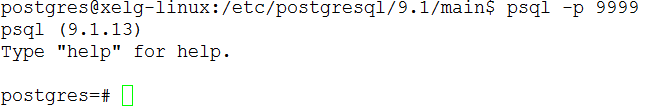 postgres@xelg-linux:/etc/postgresql/9.1/main$ psql -p 9999
psql (9.1.13)
Type "help" for help.
postgres=#